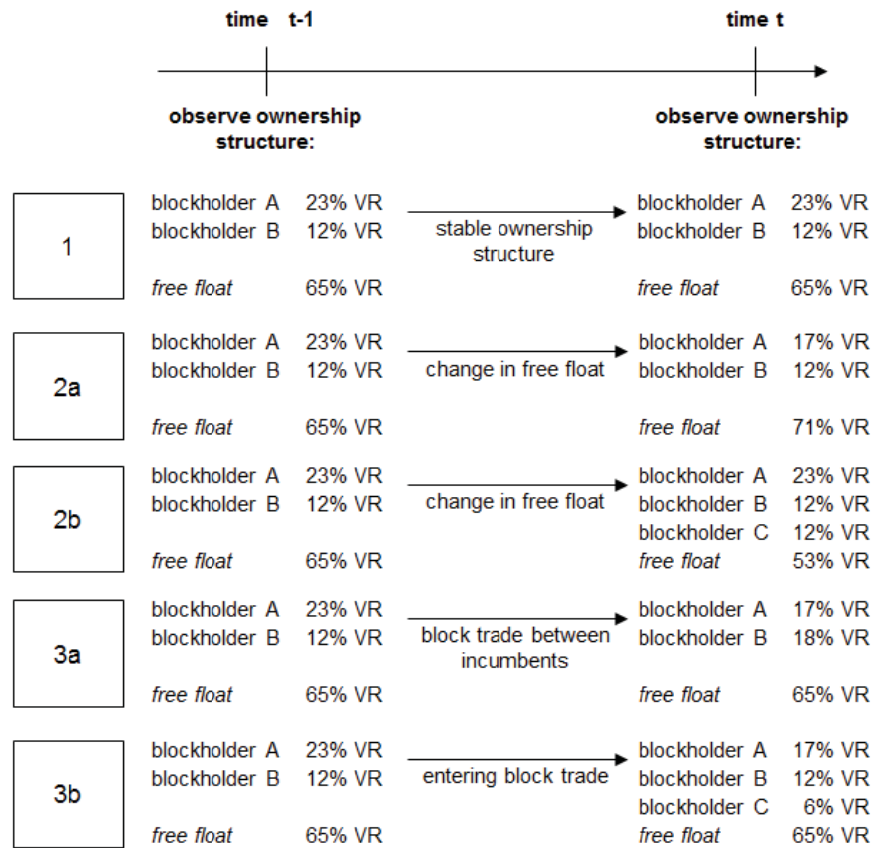 time t-1 time t
observe ownership observe ownership
structure: structure:
blockholder A 23% VR blockholder A 23% VR
blockholder B 12% VR stable ownership blockholder B 12% VR
1 structure
free float 65% VR free float 65% VR
blockholder A 23% VR blockholder A 17% VR
blockholder B 12% VR change in free float blockholder B 12% VR
2a
free float 65% VR free float 71% VR
blockholder A 23% VR blockholder A 23% VR
blockholder B 12% VR change in free float blockholder B 12% VR
2b blockholder C 12% VR
free float 65% VR free float 53% VR
blockholder A 23% VR blockholder A 17% VR
blockholder B 12% VR block trade between blockholder B 18% VR
3a incumbents
free float 65% VR free float 65% VR
blockholder A 23% VR blockholder A 17% VR
blockholder B 12% VR entering block trade blockholder B 12% VR
3b blockholder C 6% VR
free float 65% VR free float 65% VR